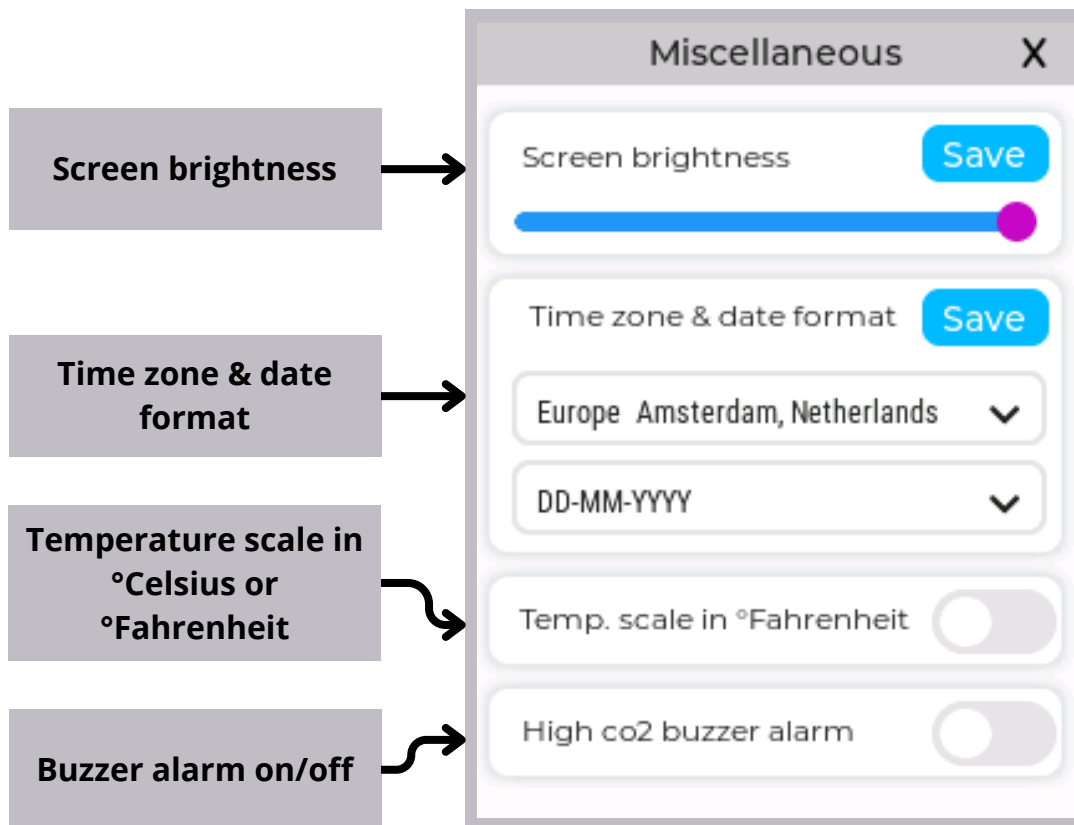 Miscellaneous X
Screen brightness
Screen brightness Save
Time zone & date
format
Time zone & date format Save
Europe Amsterdam, Netherlands
DD-MM-YYYY
Temperature scale in
°Celsius or
°Fahrenheit
Temp. scale in °Fahrenheit
Buzzer alarm on/off
High co2 buzzer alarm